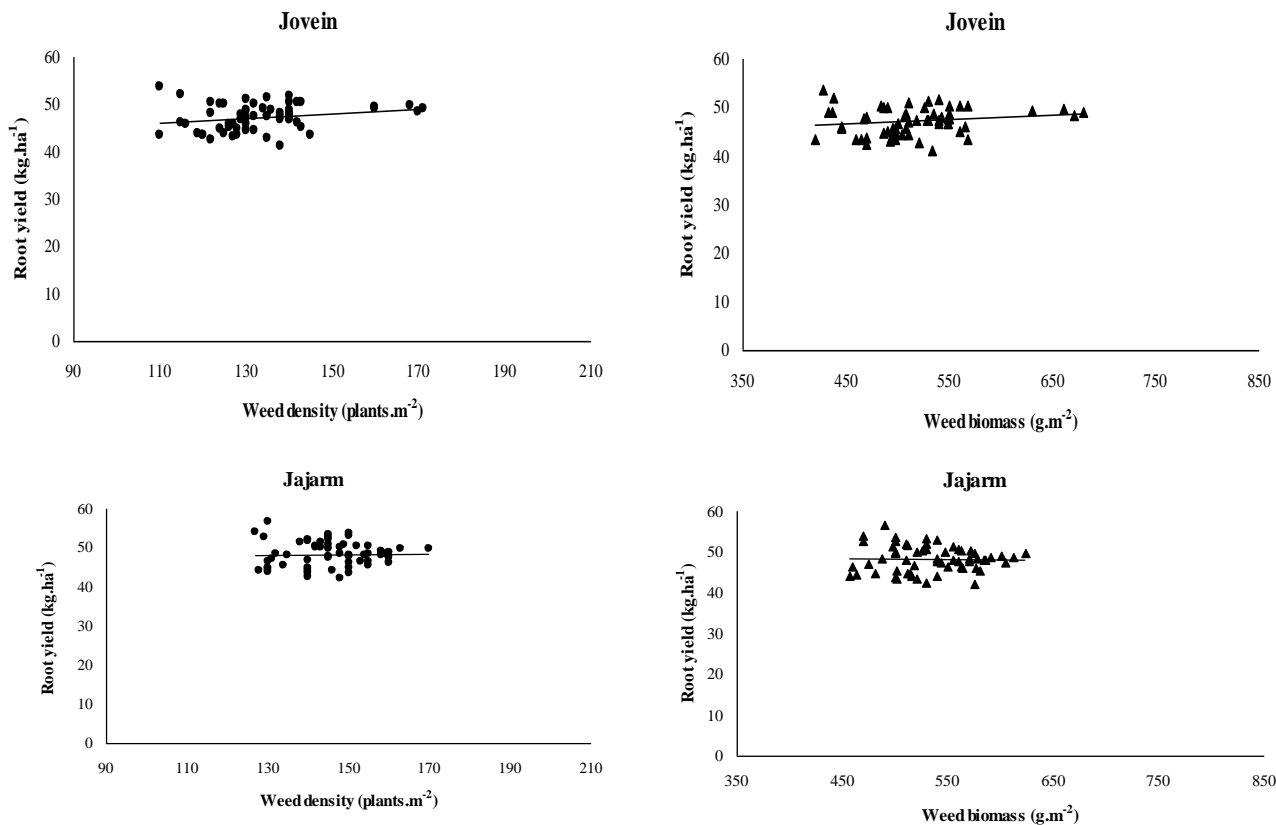 Jovein
60
50
40
30
20
10
0
Root yield (kg.ha⁻¹)
90 110 130 150 170 190 210
Weed density (plants.m⁻²)
Jovein
60
50
40
30
20
10
0
Root yield (kg.ha⁻¹)
350 450 550 650 750 850
Weed biomass (g.m⁻²)
Jajarm
60
50
40
30
20
10
0
Root yield (kg.ha⁻¹)
90 110 130 150 170 190 210
Weed density (plants.m⁻²)
Jajarm
60
50
40
30
20
10
0
Root yield (kg.ha⁻¹)
350 450 550 650 750 850
Weed biomass (g.m⁻²)